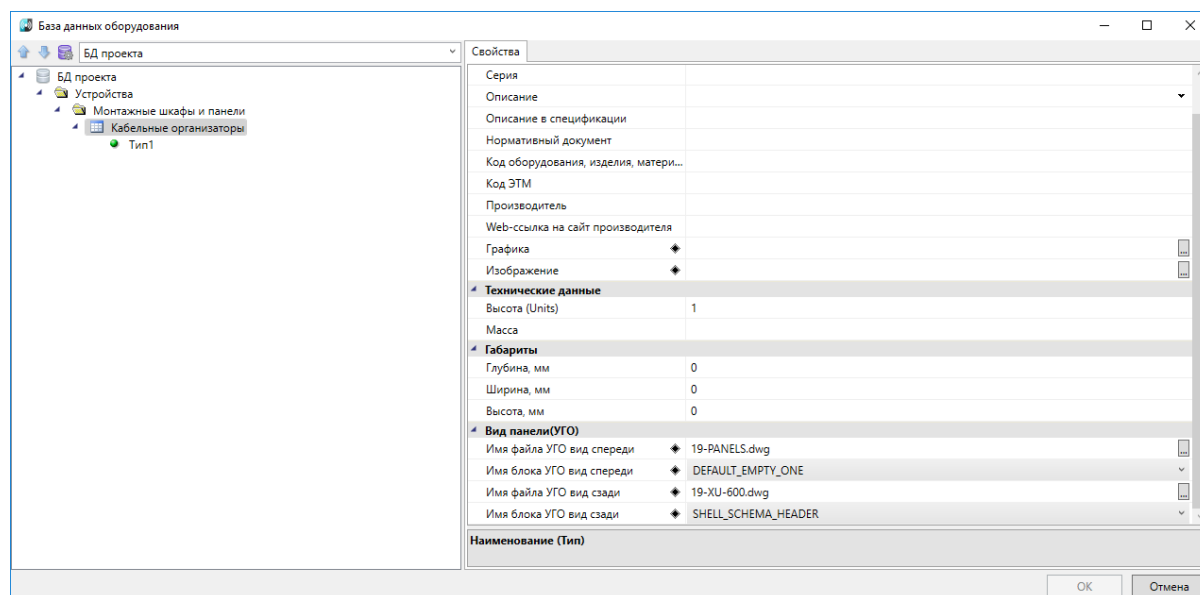 База данных оборудования
БД проекта
БД проекта
Устройства
Монтажные шкафы и панели
Кабельные организаторы
Тип1
Свойства
Серия
Описание
Описание в спецификации
Нормативный документ
Код оборудования, изделия, матери...
Код ЭТМ
Производитель
Web-ссылка на сайт производителя
Графика
...
Изображение
...
Технические данные
Высота (Units) 1
Масса
Габариты
Глубина, мм 0
Ширина, мм 0
Высота, мм 0
Вид панели(УГО)
Имя файла УГО вид спереди 19-PANELS.dwg ...
Имя блока УГО вид спереди DEFAULT_EMPTY_ONE
Имя файла УГО вид сзади 19-XU-600.dwg ...
Имя блока УГО вид сзади SHELL_SCHEMA_HEADER
Наименование (Тип)
ОК Отмена